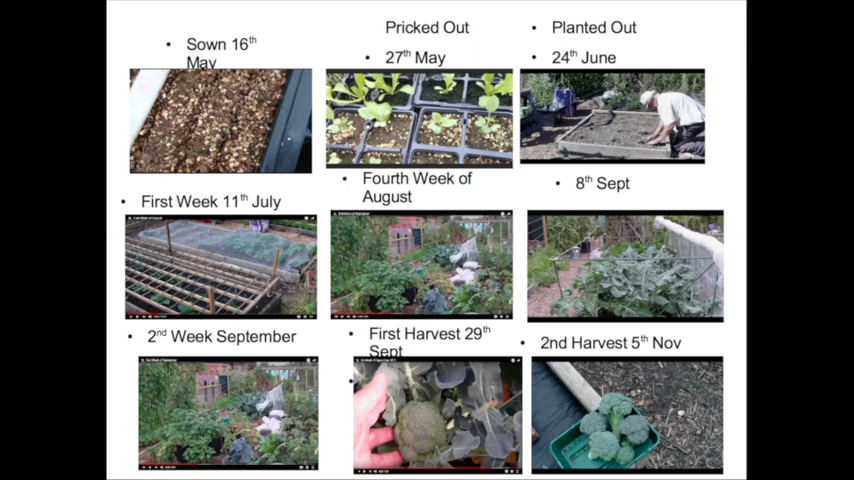 Sown 16th
May
Pricked Out
27th May
Planted Out
24th June
First Week 11th July
Fourth Week of
August
8th Sept
2nd Week September
First Harvest 29th
Sept
2nd Harvest 5th Nov